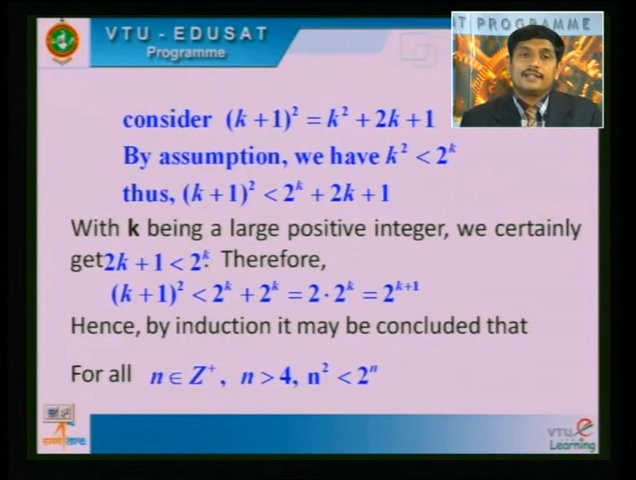 VTU - EDUSAT
Programme
T PROGRAMME
consider (k + 1)² = k² + 2k + 1
By assumption, we have k² < 2ᵏ
thus, (k + 1)² < 2ᵏ + 2k + 1
With k being a large positive integer, we certainly
get 2k + 1 < 2ᵏ. Therefore,
(k + 1)² < 2ᵏ + 2ᵏ = 2 · 2ᵏ = 2ᵏ⁺¹
Hence, by induction it may be concluded that
For all n ∈ Z⁺, n > 4, n² < 2ⁿ
VTU e
Learning